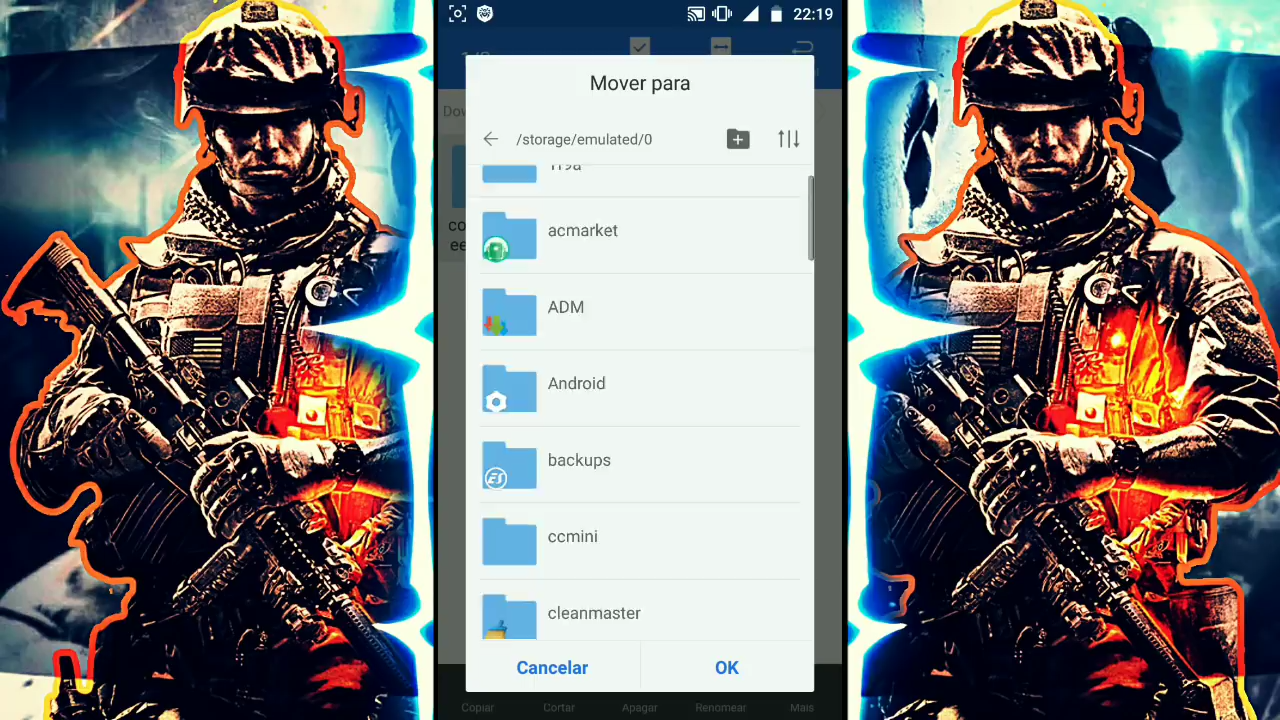 22:19
Mover para
/storage/emulated/0
acmarket
ADM
Android
backups
ccmini
cleanmaster
Cancelar
OK
Copiar
Cortar
Apagar
Renomear
Mais